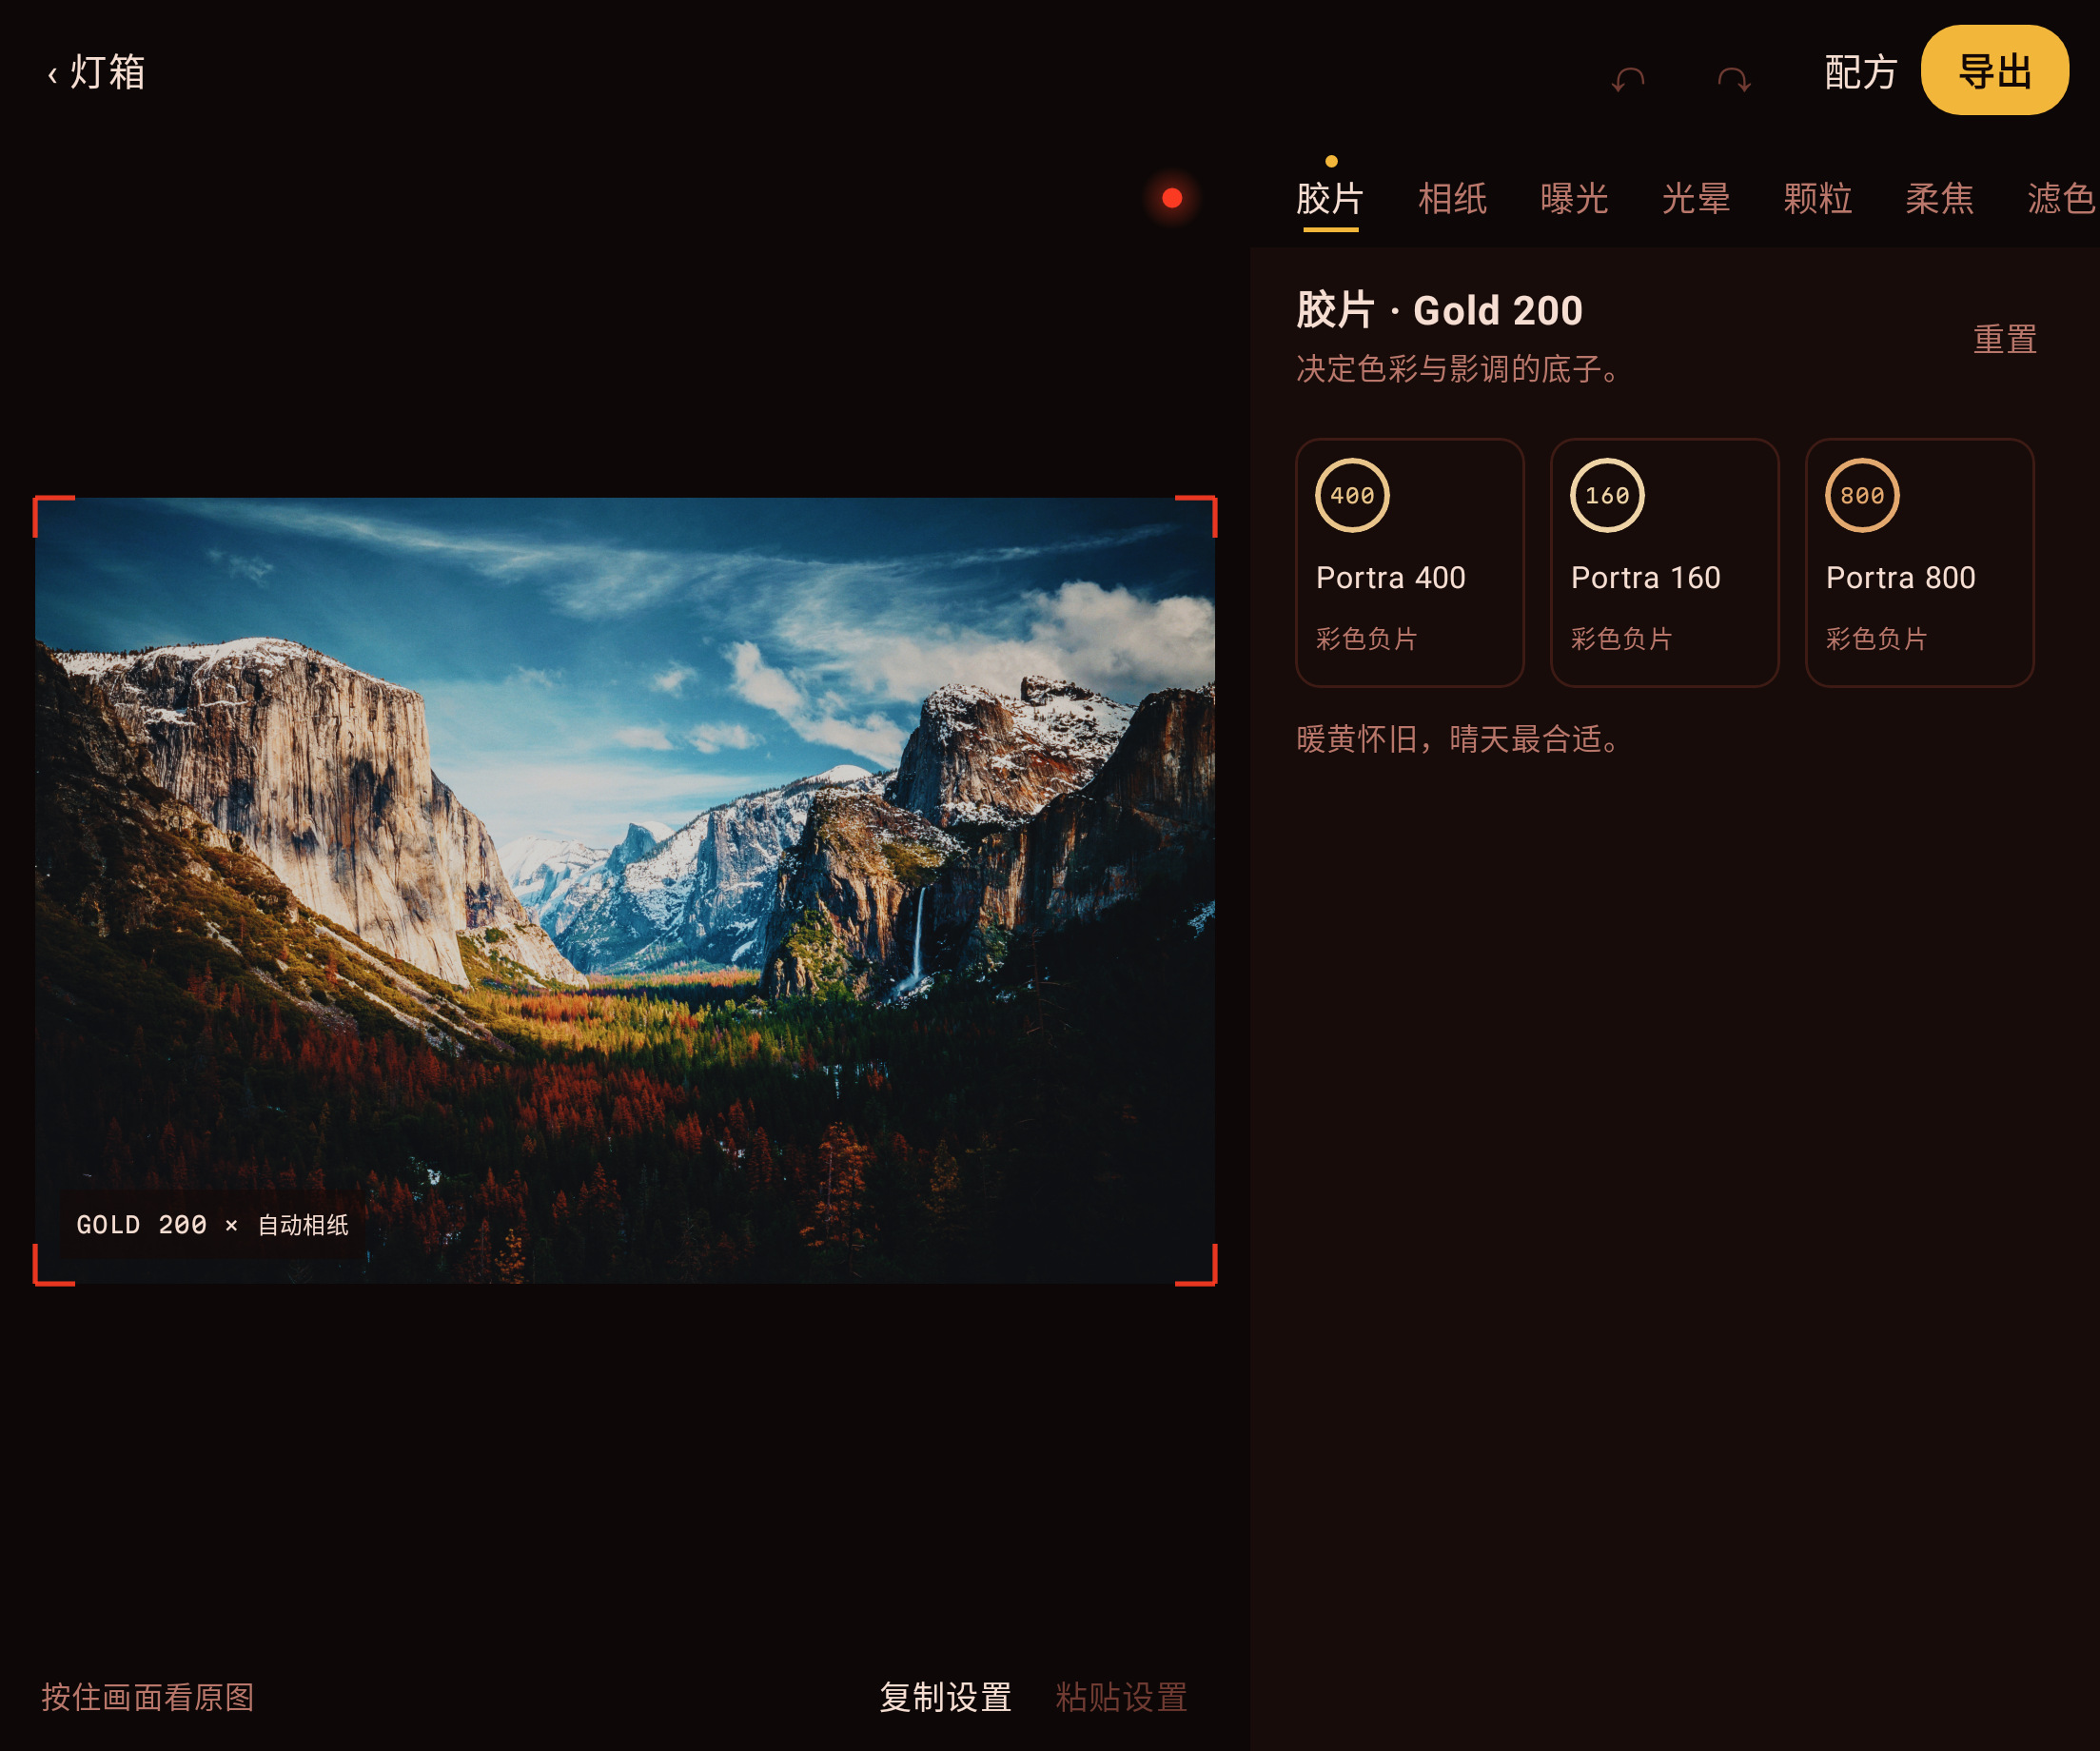 ‹ 灯箱
配方
导出
胶片 相纸 曝光 光晕 颗粒 柔焦 滤色
胶片 · Gold 200
决定色彩与影调的底子。
重置
400
Portra 400
彩色负片
160
Portra 160
彩色负片
800
Portra 800
彩色负片
暖黄怀旧，晴天最合适。
GOLD 200 × 自动相纸
按住画面看原图
复制设置
粘贴设置